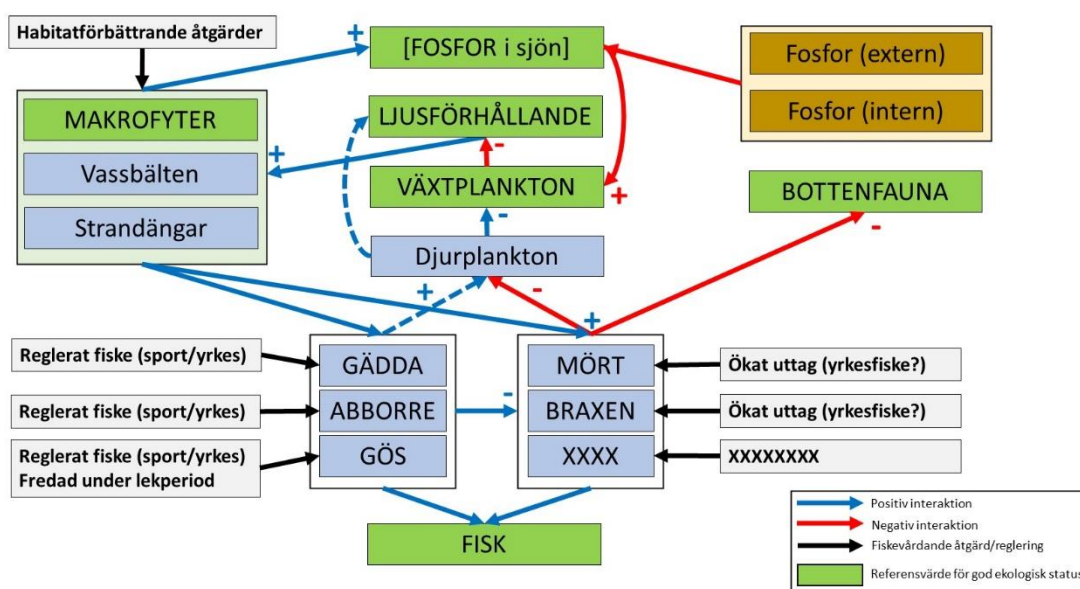 Habitatförbättrande åtgärder
+
[FOSFOR i sjön]
Fosfor (extern)
Fosfor (intern)
MAKROFYTER
Vassbälten
Strandängar
LJUSFÖRHÅLLANDE
+
-
VÄXTPLANKTON
+
-
Djurplankton
BOTTENFAUNA
-
+
-
+
Reglerat fiske (sport/yrkes)
GÄDDA
MÖRT
Ökat uttag (yrkesfiske?)
Reglerat fiske (sport/yrkes)
ABBORRE
-
BRAXEN
Ökat uttag (yrkesfiske?)
Reglerat fiske (sport/yrkes)
Fredad under lekperiod
GÖS
XXXX
XXXXXXXX
FISK
Positiv interaktion
Negativ interaktion
Fiskevårdande åtgärd/reglering
Referensvärde för god ekologisk status